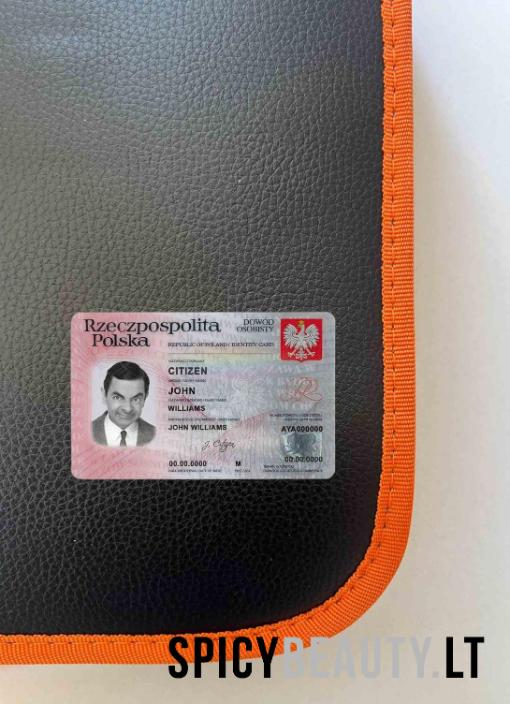 Rzeczpospolita
Polska
DOWÓD
OSOBISTY
REPUBLIC OF POLAND / IDENTITY CARD
CITIZEN
JOHN
WILLIAMS
JOHN WILLIAMS
AYA000000
J. Citizen
00.00.0000
M
00.00.0000
SPICYBEAUTY.LT